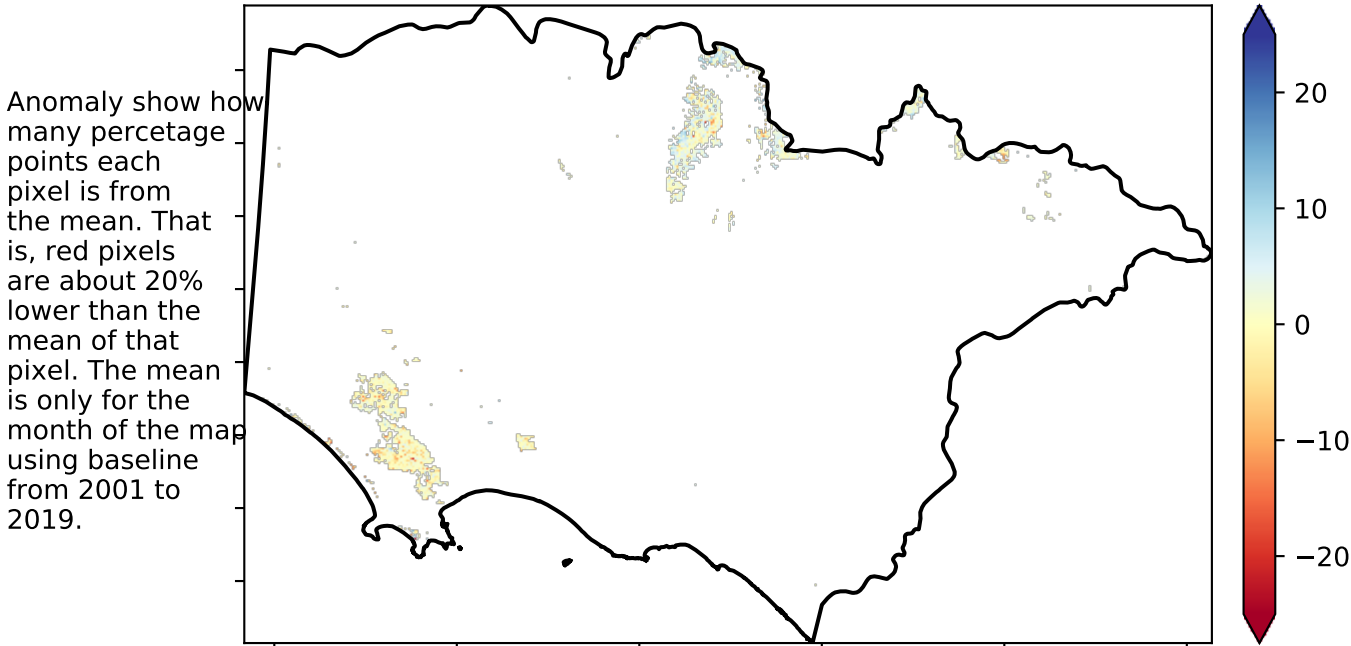 Anomaly show how
many percetage
points each
pixel is from
the mean. That
is, red pixels
are about 20%
lower than the
mean of that
pixel. The mean
is only for the
month of the map
using baseline
from 2001 to
2019.
20
10
0
−10
−20